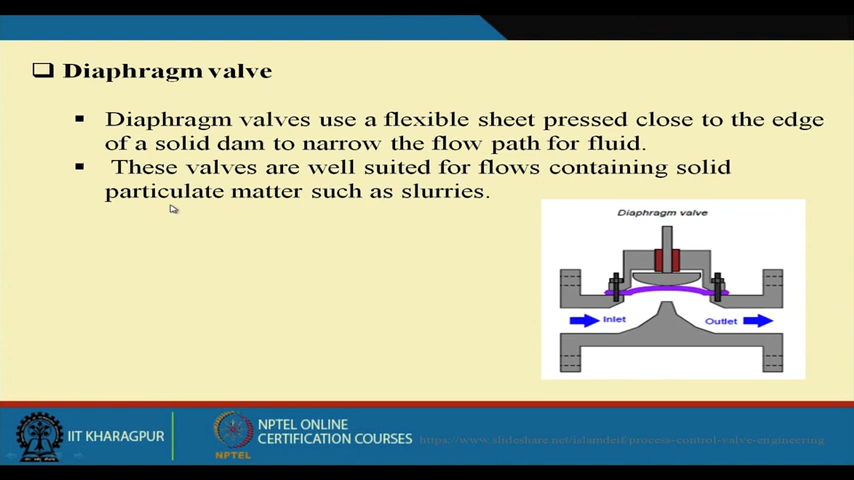 Diaphragm valve
Diaphragm valves use a flexible sheet pressed close to the edge
of a solid dam to narrow the flow path for fluid.
These valves are well suited for flows containing solid
particulate matter such as slurries.
Diaphragm valve
Inlet
Outlet
IIT KHARAGPUR
NPTEL
NPTEL ONLINE
CERTIFICATION COURSES
https://www.slideshare.net/islamdeif/process-control-valve-engineering